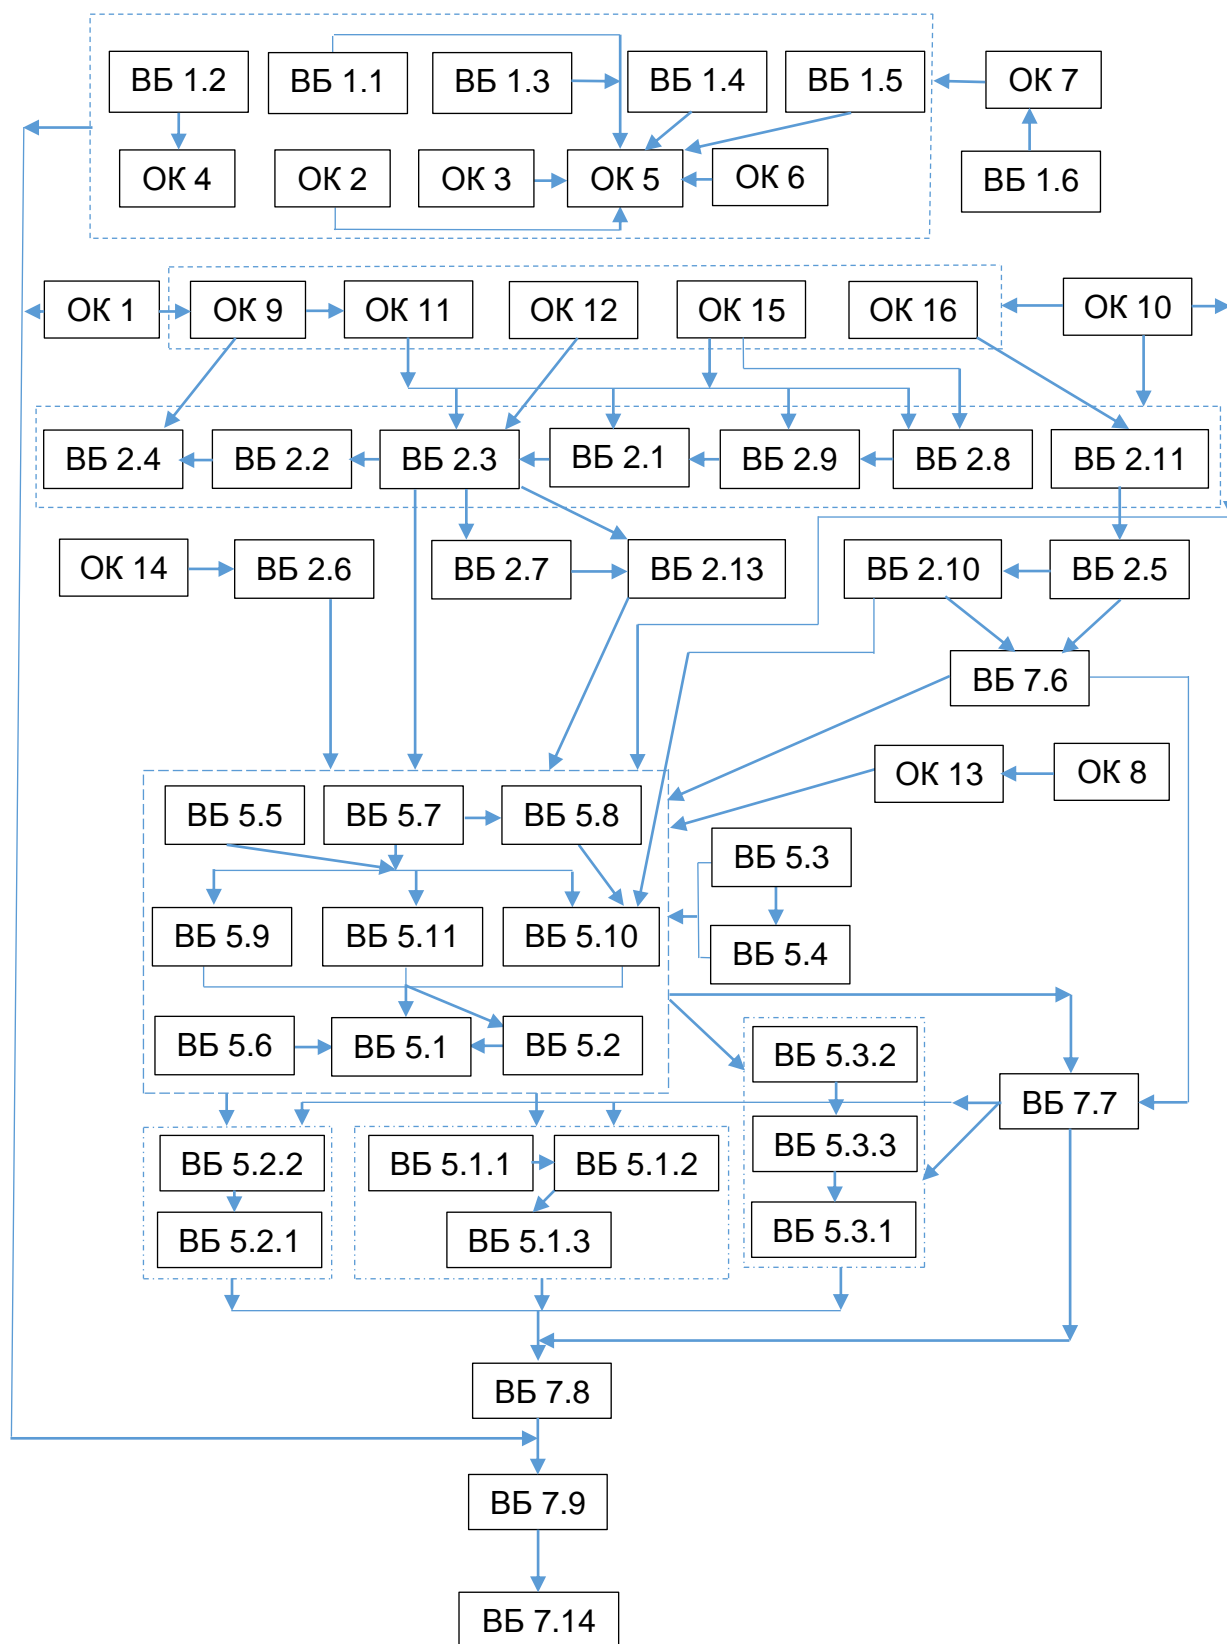 ВБ 1.2
ВБ 1.1
ВБ 1.3
ВБ 1.4
ВБ 1.5
ОК 7
ОК 4
ОК 2
ОК 3
ОК 5
ОК 6
ВБ 1.6
ОК 1
ОК 9
ОК 11
ОК 12
ОК 15
ОК 16
ОК 10
ВБ 2.4
ВБ 2.2
ВБ 2.3
ВБ 2.1
ВБ 2.9
ВБ 2.8
ВБ 2.11
ОК 14
ВБ 2.6
ВБ 2.7
ВБ 2.13
ВБ 2.10
ВБ 2.5
ВБ 7.6
ОК 13
ОК 8
ВБ 5.5
ВБ 5.7
ВБ 5.8
ВБ 5.3
ВБ 5.9
ВБ 5.11
ВБ 5.10
ВБ 5.4
ВБ 5.6
ВБ 5.1
ВБ 5.2
ВБ 5.3.2
ВБ 7.7
ВБ 5.2.2
ВБ 5.1.1
ВБ 5.1.2
ВБ 5.3.3
ВБ 5.2.1
ВБ 5.1.3
ВБ 5.3.1
ВБ 7.8
ВБ 7.9
ВБ 7.14